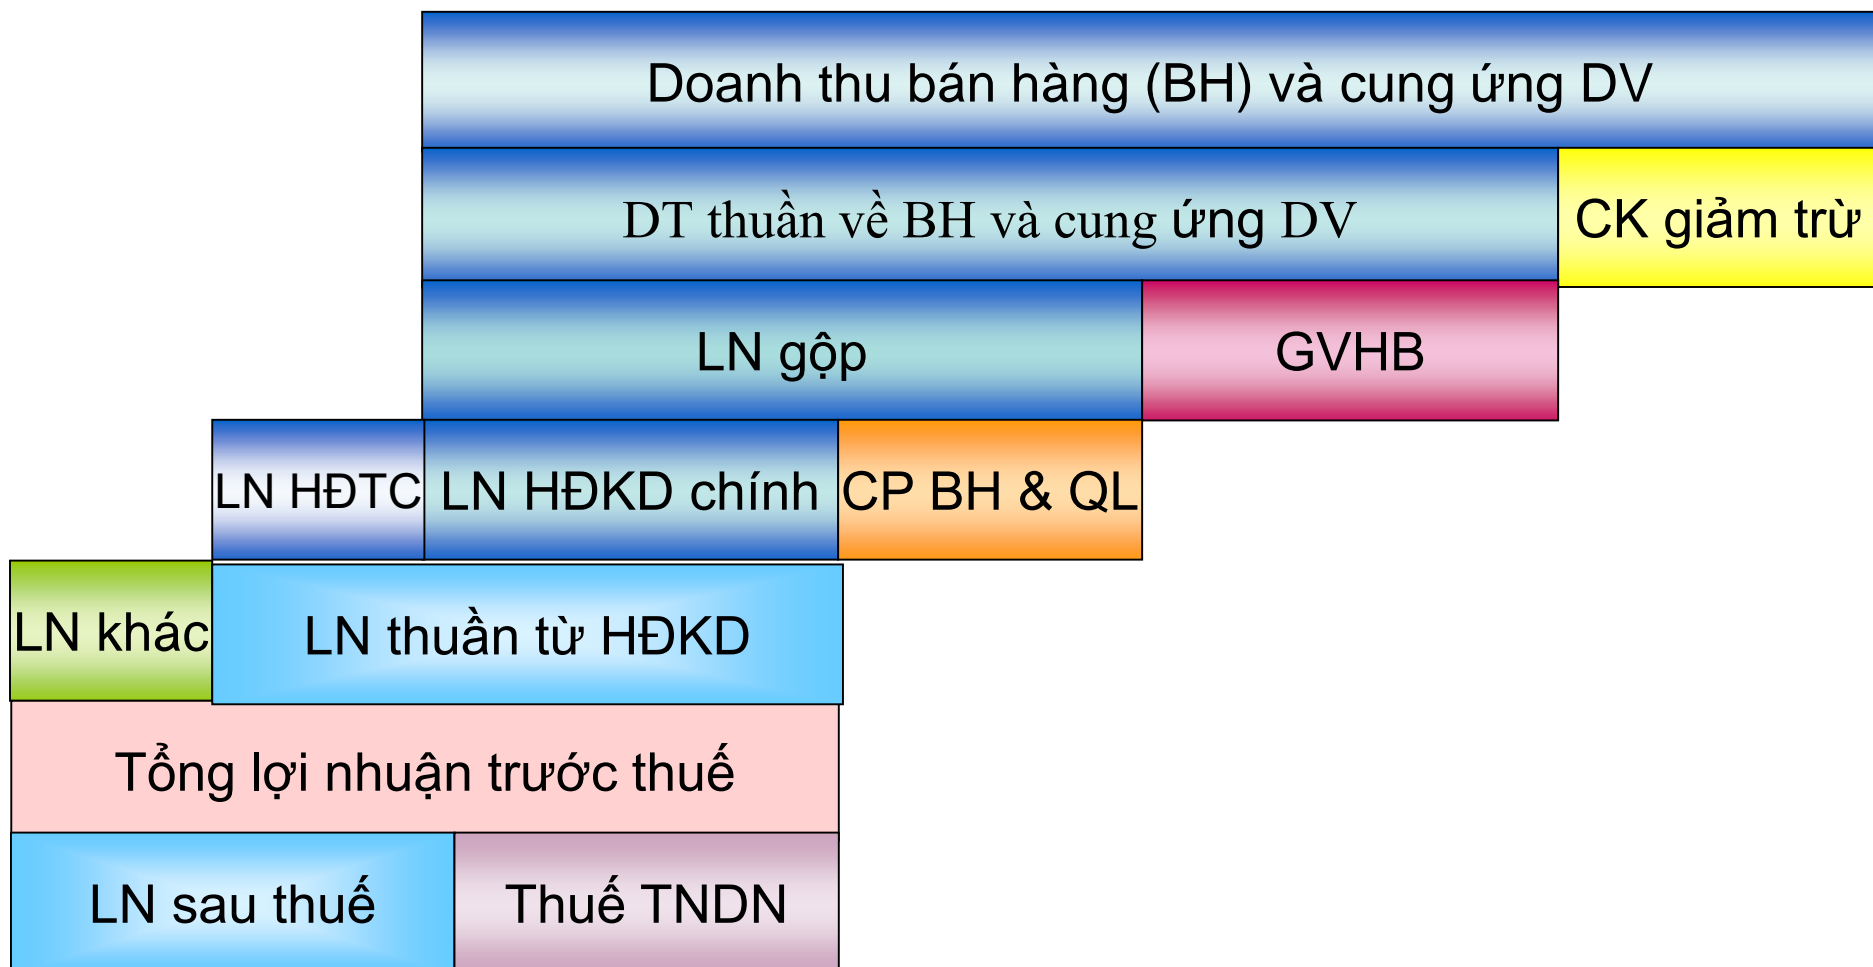 Doanh thu bán hàng (BH) và cung ứng DV
DT thuần về BH và cung ứng DV
CK giảm trừ
LN gộp
GVHB
LN HĐTC
LN HĐKD chính
CP BH & QL
LN khác
LN thuần từ HĐKD
Tổng lợi nhuận trước thuế
LN sau thuế
Thuế TNDN